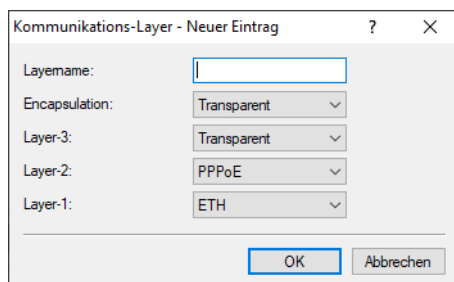 Kommunikations-Layer - Neuer Eintrag ?
Layername:
Encapsulation: Transparent
Layer-3: Transparent
Layer-2: PPPoE
Layer-1: ETH
OK Abbrechen